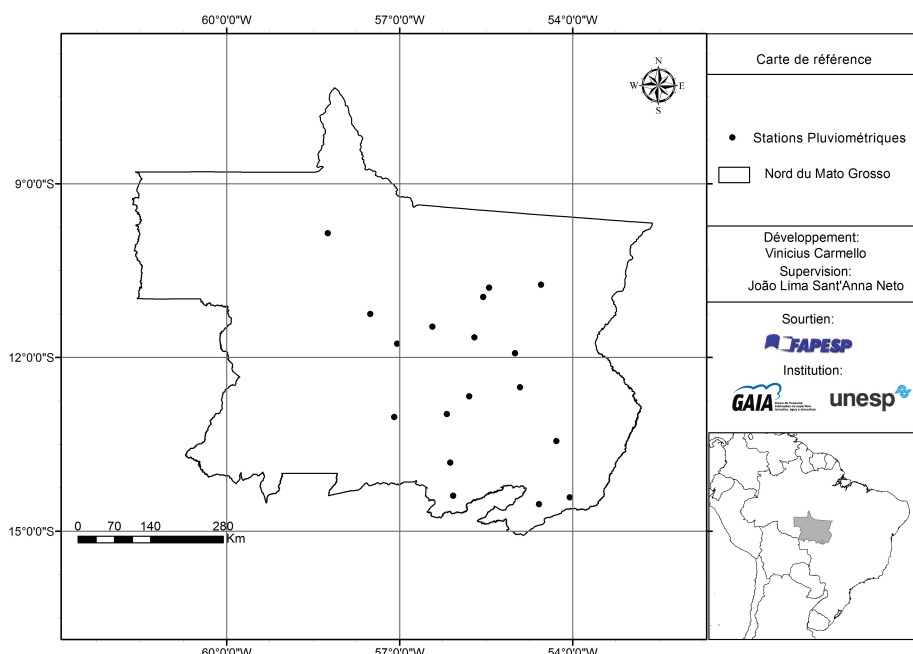 60°0'0"W 57°0'0"W 54°0'0"W
N
W E
S
9°0'0"S
12°0'0"S
15°0'0"S
0 70 140 280
Km
60°0'0"W 57°0'0"W 54°0'0"W
Carte de référence
Stations Pluviométriques
Nord du Mato Grosso
Développement:
Vinicius Carmello
Supervision:
João Lima Sant'Anna Neto
Sourtien:
FAPESP
Institution:
GAIA
unesp